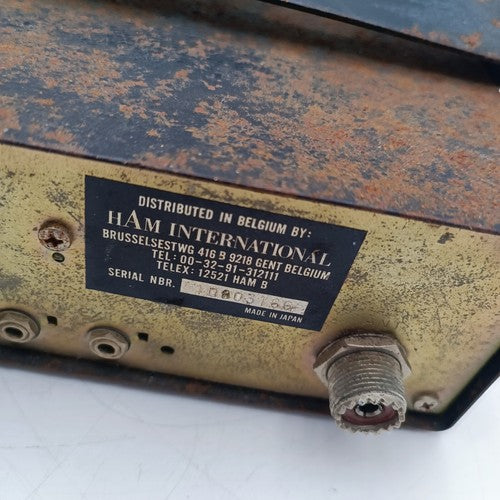 DISTRIBUTED IN BELGIUM BY:
HAM INTERNATIONAL
BRUSSELSESTWG 416 B 9218 GENT BELGIUM
TEL: 00-32-91-312111
TELEX: 12521 HAM B
SERIAL NBR.
MADE IN JAPAN